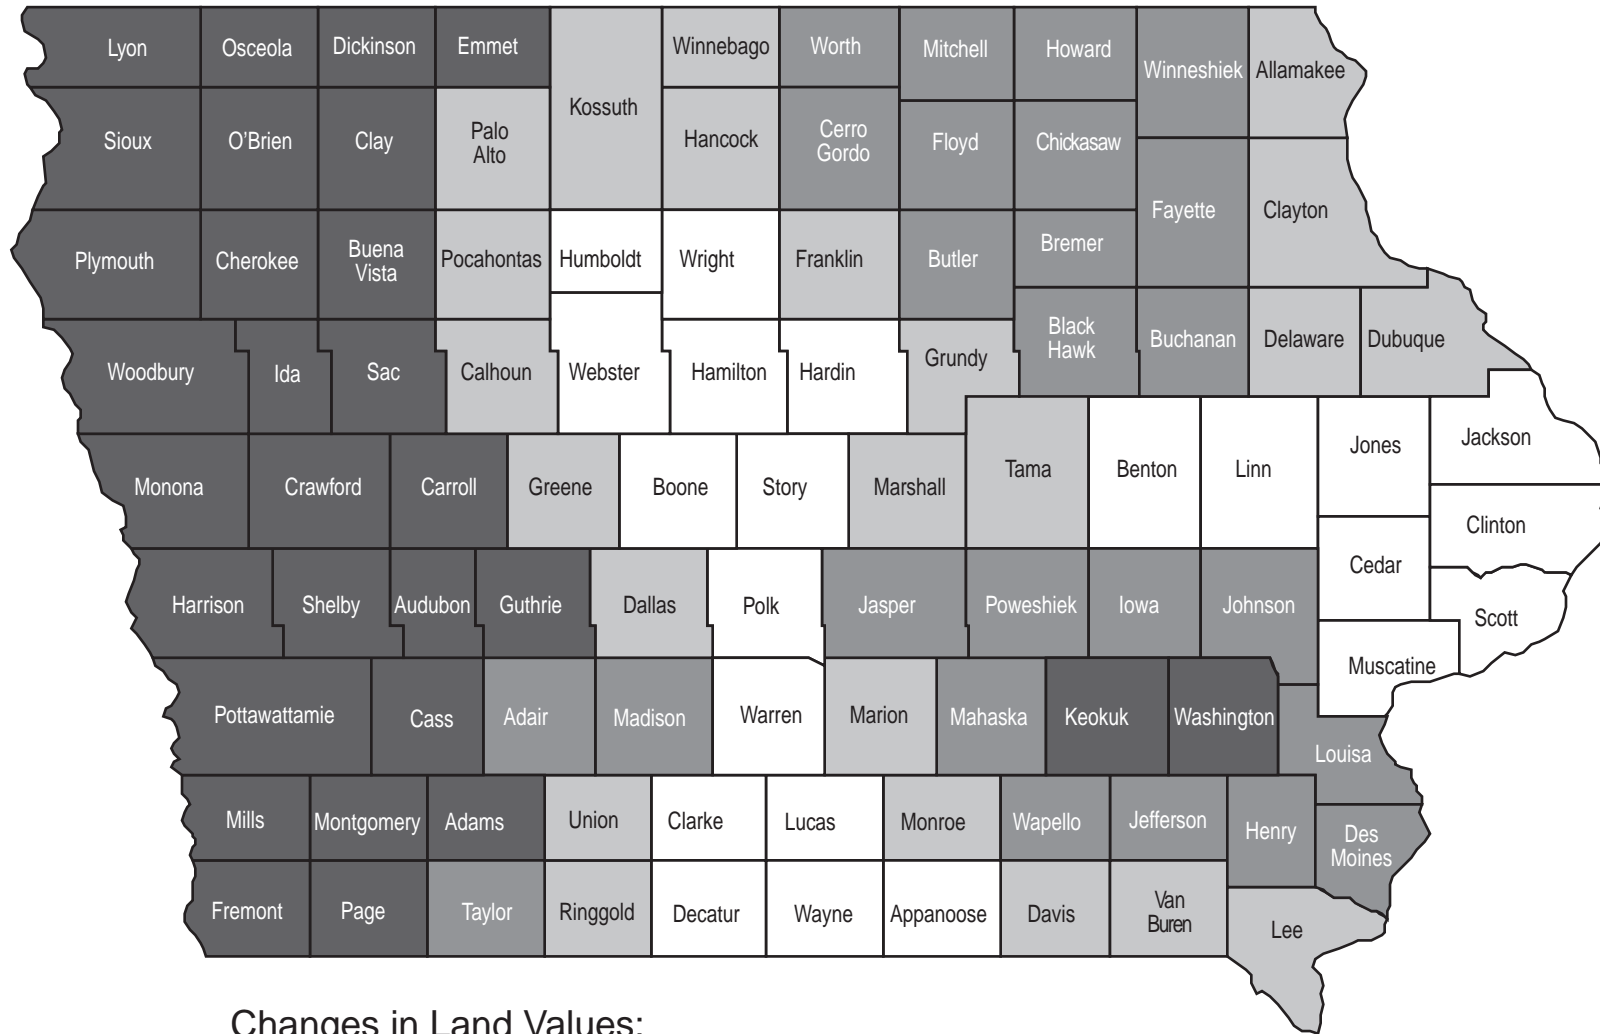 Lyon
Osceola
Dickinson
Emmet
Kossuth
Winnebago
Worth
Mitchell
Howard
Winneshiek
Allamakee
Sioux
O’Brien
Clay
Palo
Alto
Hancock
Cerro
Gordo
Floyd
Chickasaw
Fayette
Clayton
Plymouth
Cherokee
Buena
Vista
Pocahontas
Humboldt
Wright
Franklin
Butler
Bremer
Woodbury
Ida
Sac
Calhoun
Webster
Hamilton
Hardin
Grundy
Black
Hawk
Buchanan
Delaware
Dubuque
Monona
Crawford
Carroll
Greene
Boone
Story
Marshall
Tama
Benton
Linn
Jones
Jackson
Clinton
Cedar
Harrison
Shelby
Audubon
Guthrie
Dallas
Polk
Jasper
Poweshiek
Iowa
Johnson
Scott
Muscatine
Pottawattamie
Cass
Adair
Madison
Warren
Marion
Mahaska
Keokuk
Washington
Louisa
Mills
Montgomery
Adams
Union
Clarke
Lucas
Monroe
Wapello
Jefferson
Henry
Des
Moines
Fremont
Page
Taylor
Ringgold
Decatur
Wayne
Appanoose
Davis
Van
Buren
Lee
Changes in Land Values: